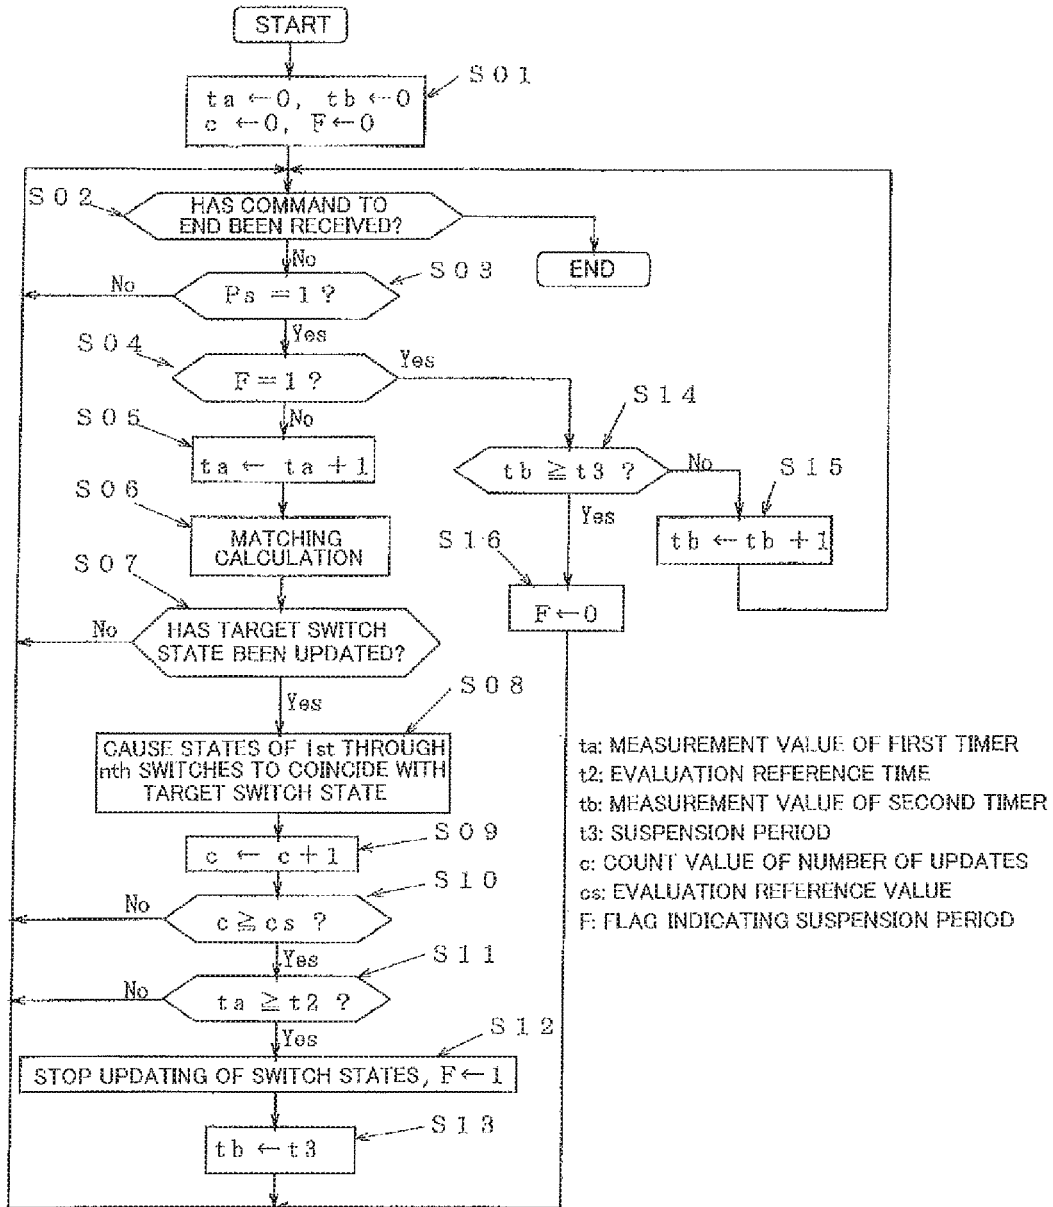 START
S01
ta←0, tb←0
c←0, F←0
S02
HAS COMMAND TO
END BEEN RECEIVED?
END
No
S03
No
Ps=1?
Yes
S04
Yes
F=1?
No
S14
S05
ta←ta+1
tb≧t3 ?
No
S15
S06
Yes
MATCHING
CALCULATION
S16
tb←tb+1
S07
F←0
No
HAS TARGET SWITCH
STATE BEEN UPDATED?
Yes
S08
CAUSE STATES OF 1st THROUGH
nth SWITCHES TO COINCIDE WITH
TARGET SWITCH STATE
S09
c←c+1
S10
No
c≧cs ?
Yes
S11
No
ta≧t2 ?
Yes
S12
STOP UPDATING OF SWITCH STATES, F←1
S13
tb←t3
ta: MEASUREMENT VALUE OF FIRST TIMER
t2: EVALUATION REFERENCE TIME
tb: MEASUREMENT VALUE OF SECOND TIMER
t3: SUSPENSION PERIOD
c: COUNT VALUE OF NUMBER OF UPDATES
cs: EVALUATION REFERENCE VALUE
F: FLAG INDICATING SUSPENSION PERIOD